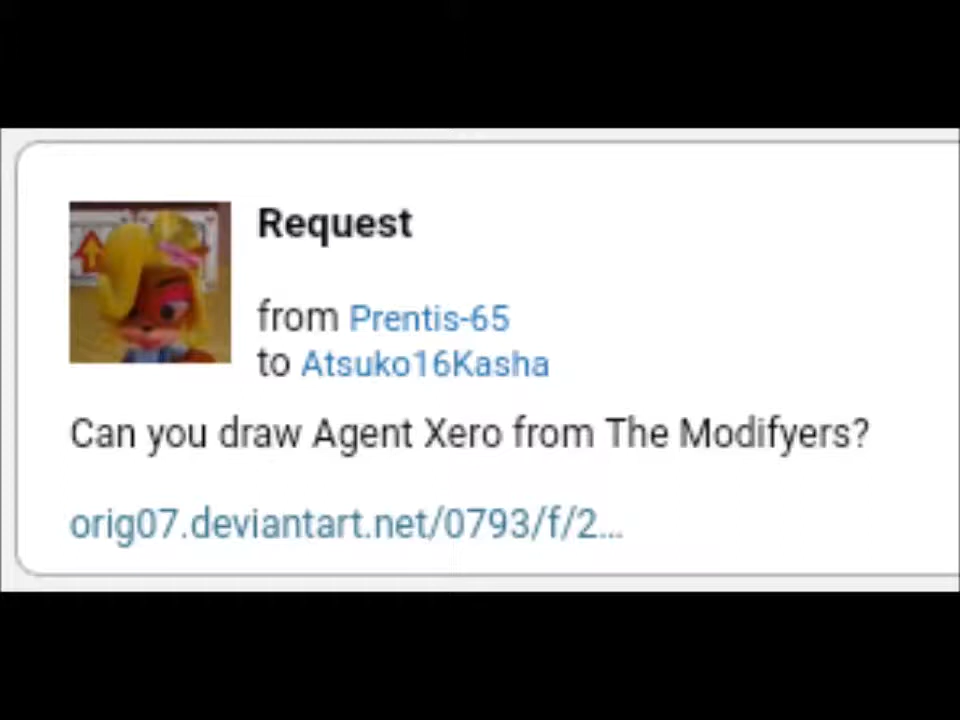 Request
from Prentis-65
to Atsuko16Kasha
Can you draw Agent Xero from The Modifyers?
orig07.deviantart.net/0793/f/2...